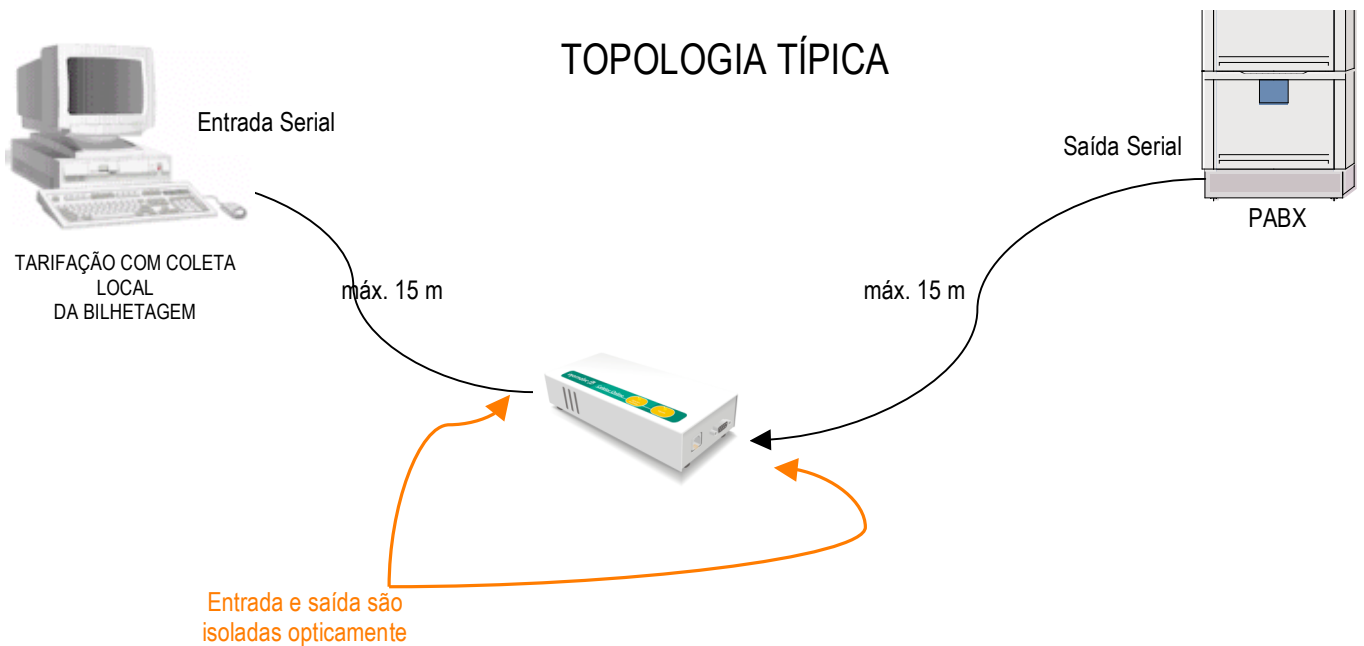 TOPOLOGIA TÍPICA
Entrada Serial
Saída Serial
PABX
TARIFAÇÃO COM COLETA
LOCAL
DA BILHETAGEM
máx. 15 m
máx. 15 m
Entrada e saída são
isoladas opticamente